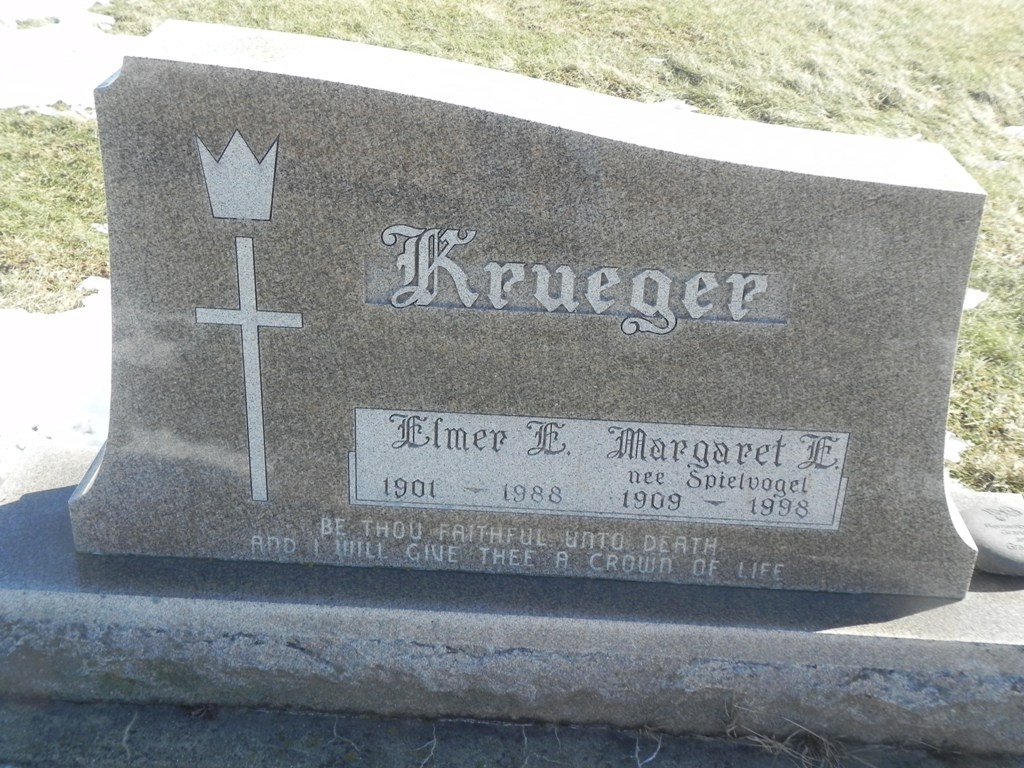 Krueger
Elmer E. Margaret E.
nee Spielvogel
1901 – 1988 1909 – 1998
BE THOU FAITHFUL UNTO DEATH
AND I WILL GIVE THEE A CROWN OF LIFE